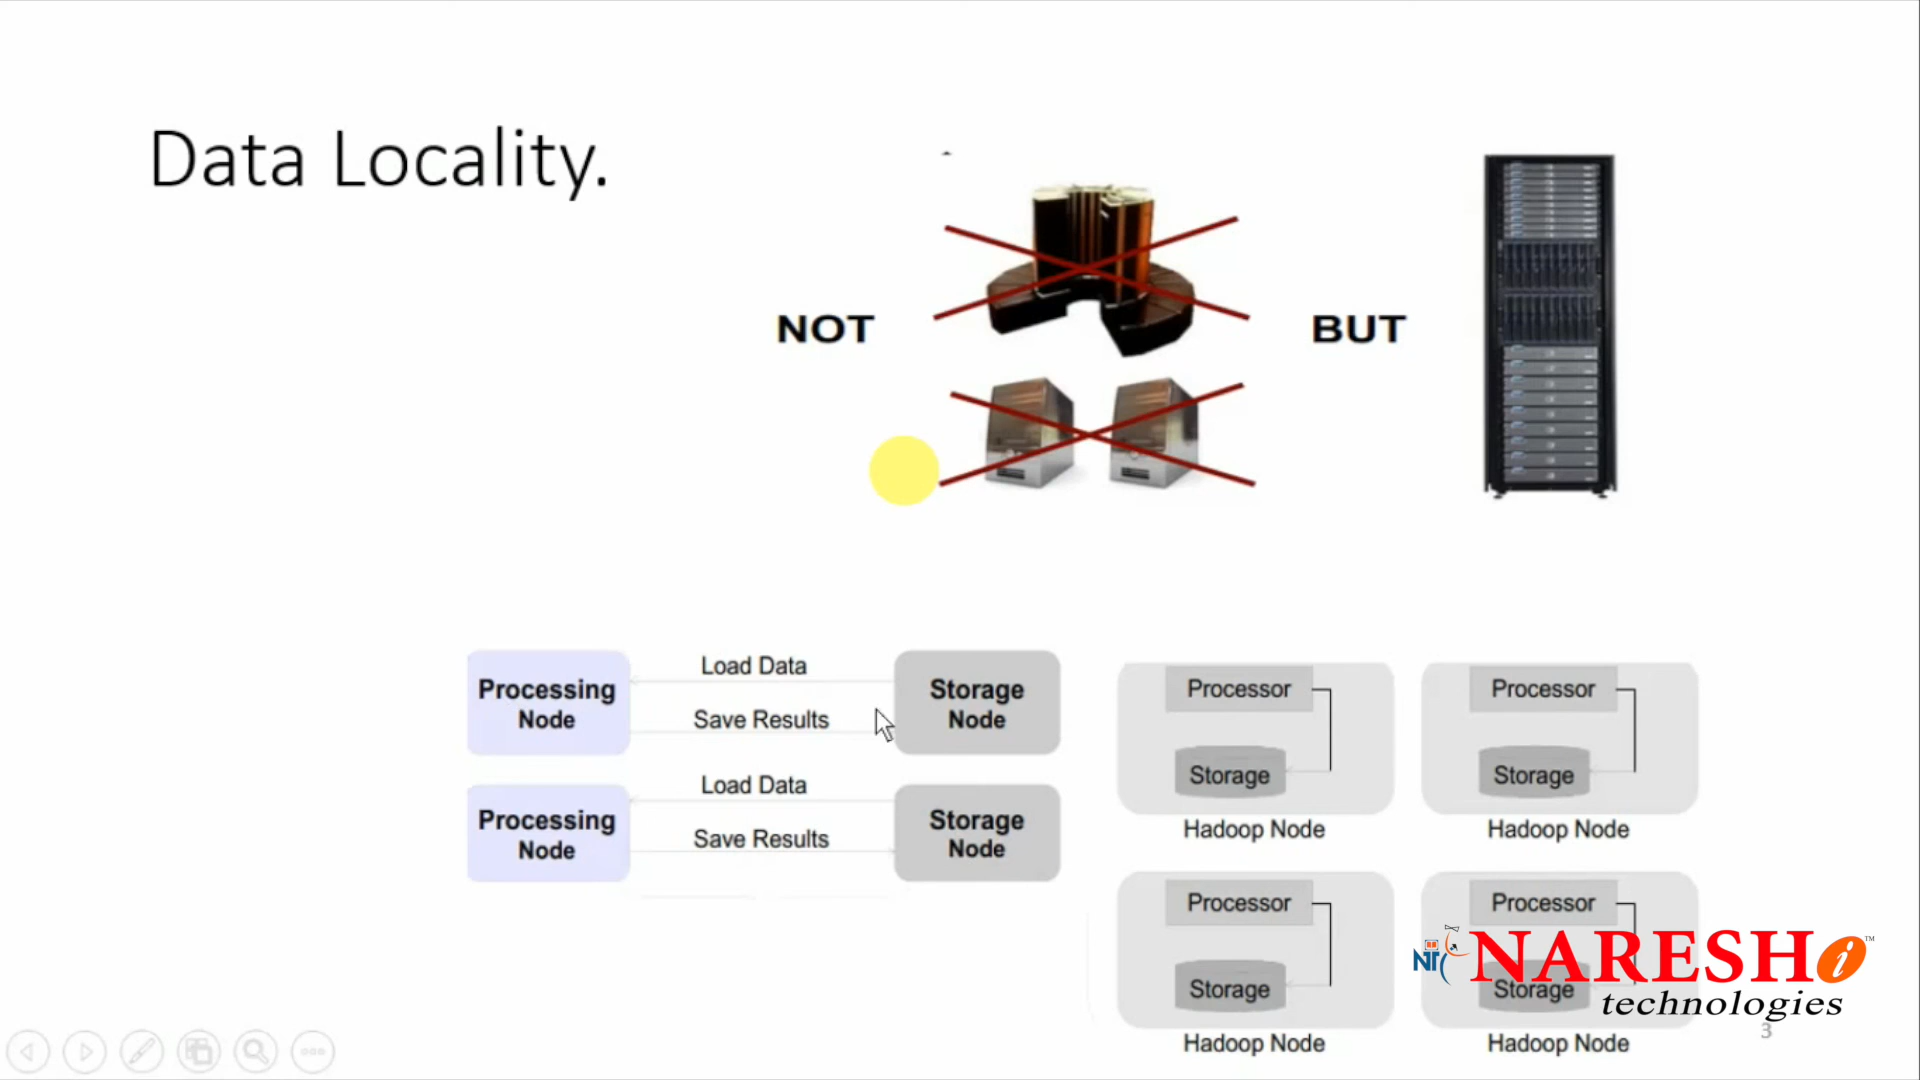 Data Locality.
NOT
BUT
Processing
Node
Load Data
Save Results
Storage
Node
Processing
Node
Load Data
Save Results
Storage
Node
Processor
Storage
Hadoop Node
Processor
Storage
Hadoop Node
Processor
Storage
Hadoop Node
Processor
Storage
Hadoop Node
NT
NARESH i ™
technologies
3